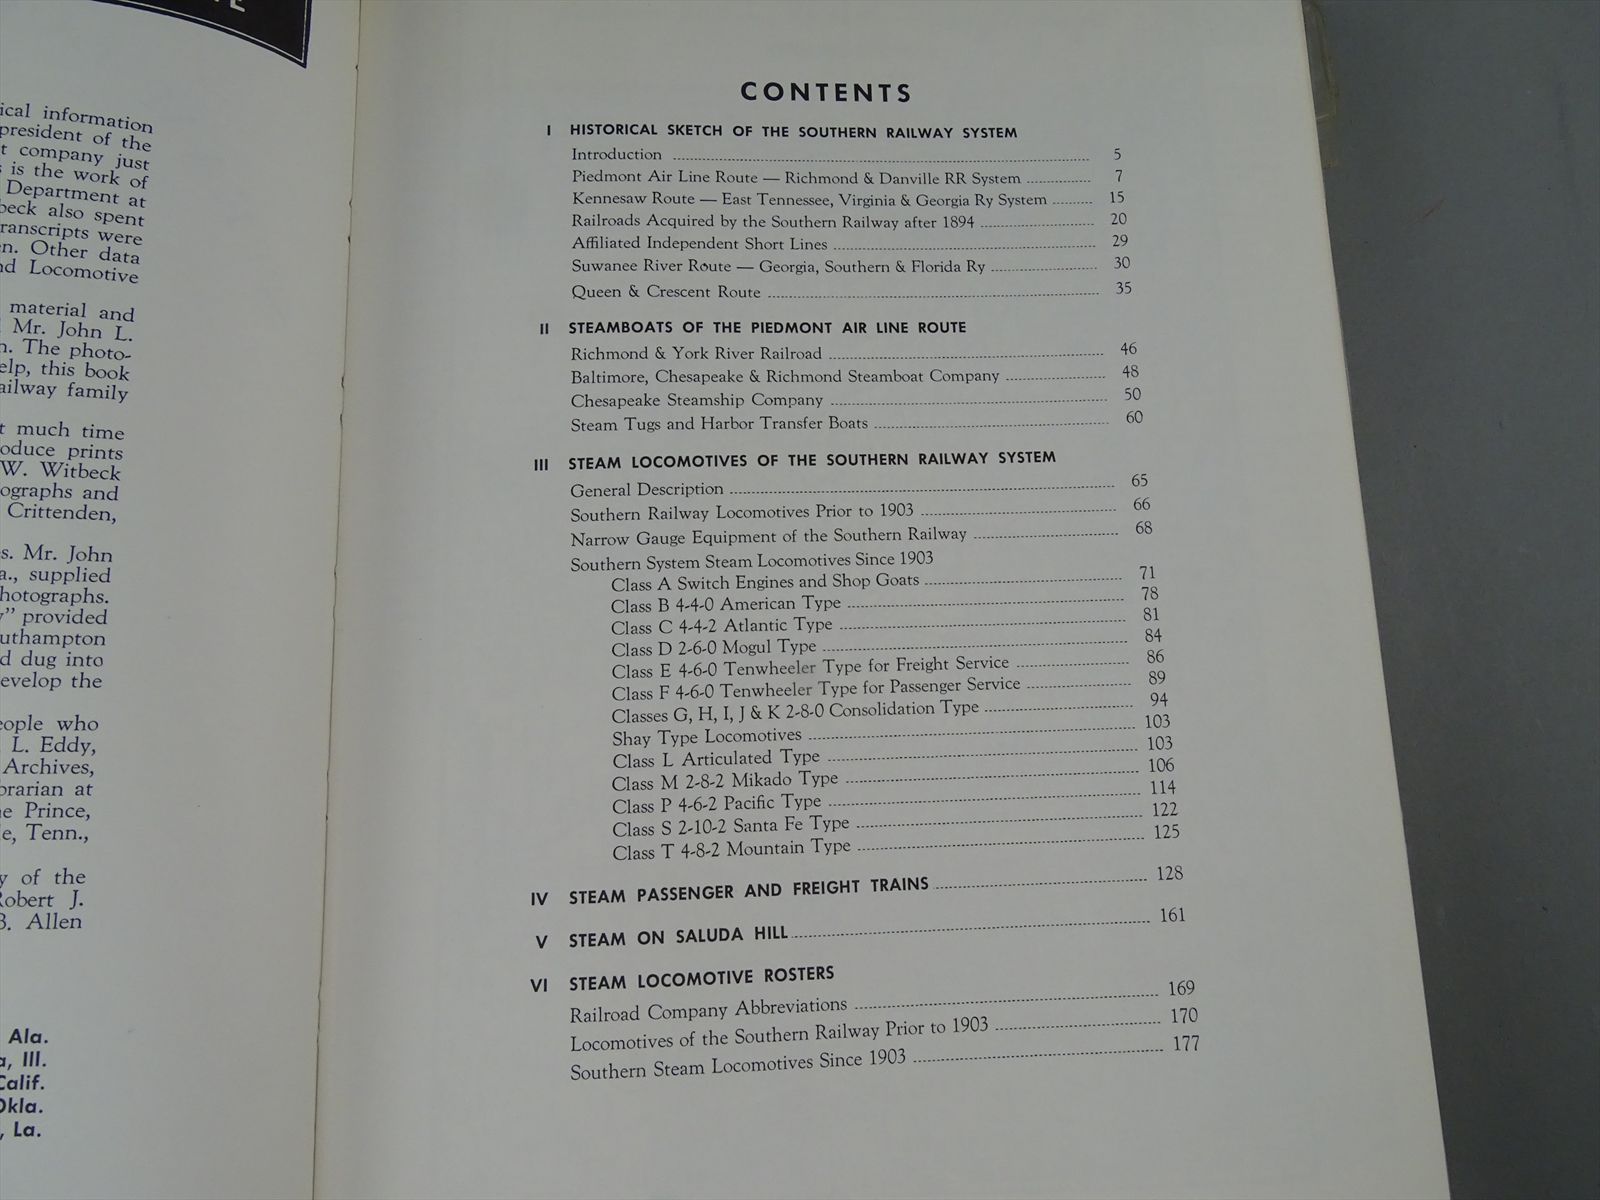 ical information
president of the
t company just
s is the work of
Department at
beck also spent
ranscripts were
n. Other data
nd Locomotive
material and
Mr. John L.
n. The photo-
elp, this book
ailway family
t much time
oduce prints
W. Witbeck
ographs and
Crittenden,
s. Mr. John
a., supplied
hotographs.
y" provided
uthampton
d dug into
evelop the
eople who
L. Eddy,
Archives,
brarian at
e Prince,
e, Tenn.,
y of the
Robert J.
B. Allen
Ala.
a, Ill.
Calif.
Okla.
, La.
CONTENTS
I HISTORICAL SKETCH OF THE SOUTHERN RAILWAY SYSTEM
Introduction 5
Piedmont Air Line Route — Richmond & Danville RR System 7
Kennesaw Route — East Tennessee, Virginia & Georgia Ry System 15
Railroads Acquired by the Southern Railway after 1894 20
Affiliated Independent Short Lines 29
Suwanee River Route — Georgia, Southern & Florida Ry 30
Queen & Crescent Route 35
II STEAMBOATS OF THE PIEDMONT AIR LINE ROUTE
Richmond & York River Railroad 46
Baltimore, Chesapeake & Richmond Steamboat Company 48
Chesapeake Steamship Company 50
Steam Tugs and Harbor Transfer Boats 60
III STEAM LOCOMOTIVES OF THE SOUTHERN RAILWAY SYSTEM
General Description 65
Southern Railway Locomotives Prior to 1903 66
Narrow Gauge Equipment of the Southern Railway 68
Southern System Steam Locomotives Since 1903
Class A Switch Engines and Shop Goats 71
Class B 4-4-0 American Type 78
Class C 4-4-2 Atlantic Type 81
Class D 2-6-0 Mogul Type 84
Class E 4-6-0 Tenwheeler Type for Freight Service 86
Class F 4-6-0 Tenwheeler Type for Passenger Service 89
Classes G, H, I, J & K 2-8-0 Consolidation Type 94
Shay Type Locomotives 103
Class L Articulated Type 103
Class M 2-8-2 Mikado Type 106
Class P 4-6-2 Pacific Type 114
Class S 2-10-2 Santa Fe Type 122
Class T 4-8-2 Mountain Type 125
IV STEAM PASSENGER AND FREIGHT TRAINS 128
V STEAM ON SALUDA HILL 161
VI STEAM LOCOMOTIVE ROSTERS
Railroad Company Abbreviations 169
Locomotives of the Southern Railway Prior to 1903 170
Southern Steam Locomotives Since 1903 177